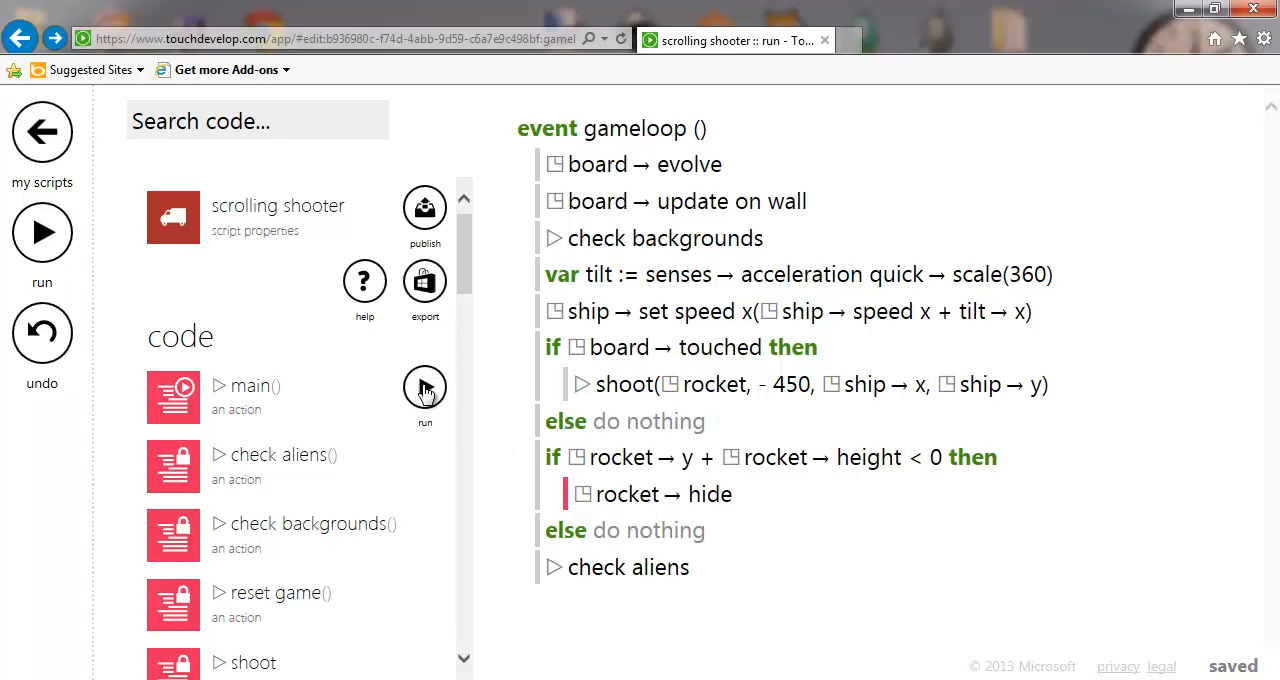 https://www.touchdevelop.com/app/#edit:b936980c-f74d-4abb-9d59-c6a7e9c498bf:gamel
scrolling shooter :: run - To...
Suggested Sites
Get more Add-ons
my scripts
run
undo
Search code...
scrolling shooter
script properties
publish
help
export
code
main()
an action
run
check aliens()
an action
check backgrounds()
an action
reset game()
an action
shoot
event gameloop ()
board → evolve
board → update on wall
▷ check backgrounds
var tilt := senses → acceleration quick → scale(360)
ship → set speed x(ship → speed x + tilt → x)
if board → touched then
▷ shoot(rocket, - 450, ship → x, ship → y)
else do nothing
if rocket → y + rocket → height < 0 then
rocket → hide
else do nothing
▷ check aliens
© 2013 Microsoft privacy legal saved